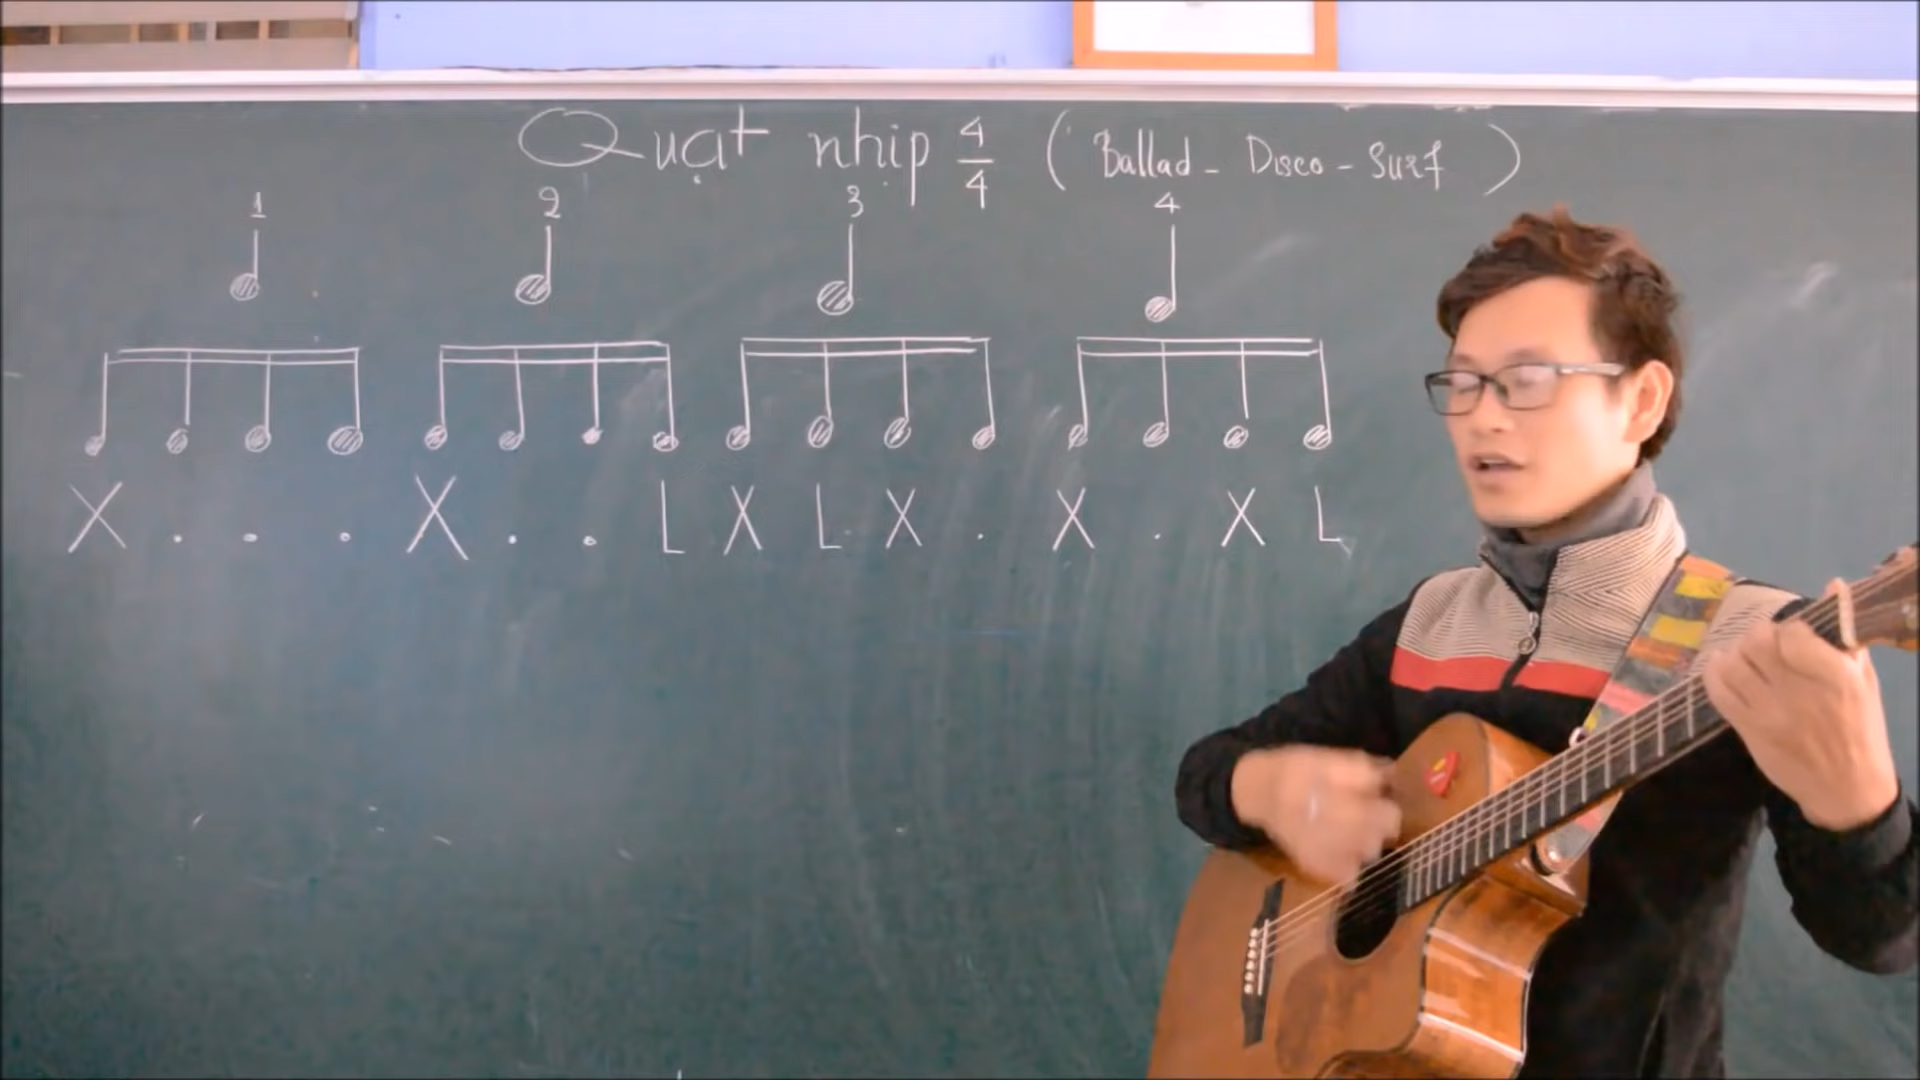 Quạt nhịp 4/4 ( Ballad - Disco - Surf )
1 2 3 4
X . . . X . . L X L X . X . X L